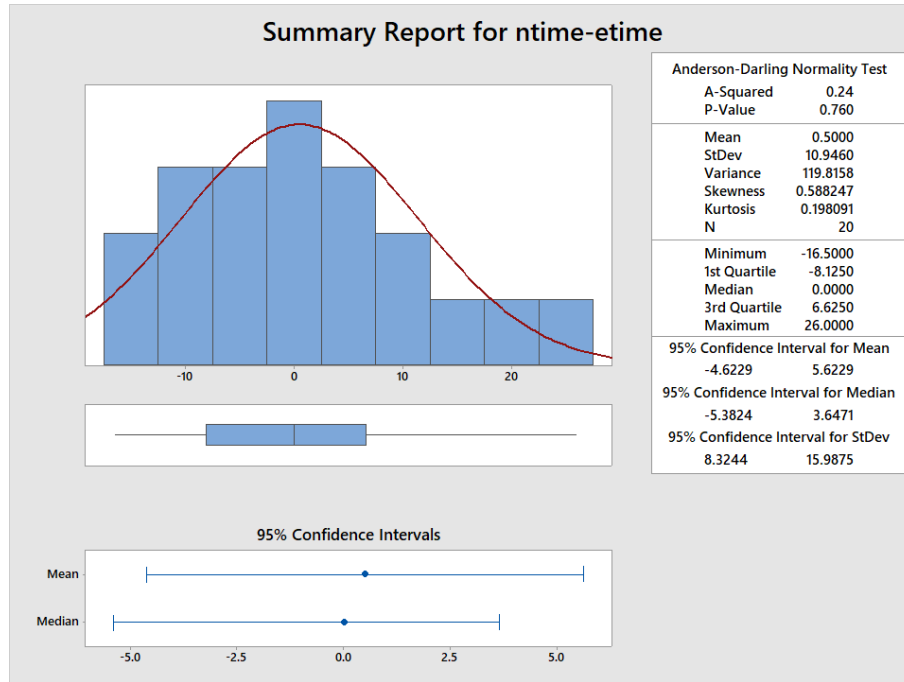 Summary Report for ntime-etime
Anderson-Darling Normality Test
A-Squared 0.24
P-Value 0.760
Mean 0.5000
StDev 10.9460
Variance 119.8158
Skewness 0.588247
Kurtosis 0.198091
N 20
Minimum -16.5000
1st Quartile -8.1250
Median 0.0000
3rd Quartile 6.6250
Maximum 26.0000
95% Confidence Interval for Mean
-4.6229 5.6229
95% Confidence Interval for Median
-5.3824 3.6471
95% Confidence Interval for StDev
8.3244 15.9875
-10 0 10 20
95% Confidence Intervals
Mean
Median
-5.0 -2.5 0.0 2.5 5.0